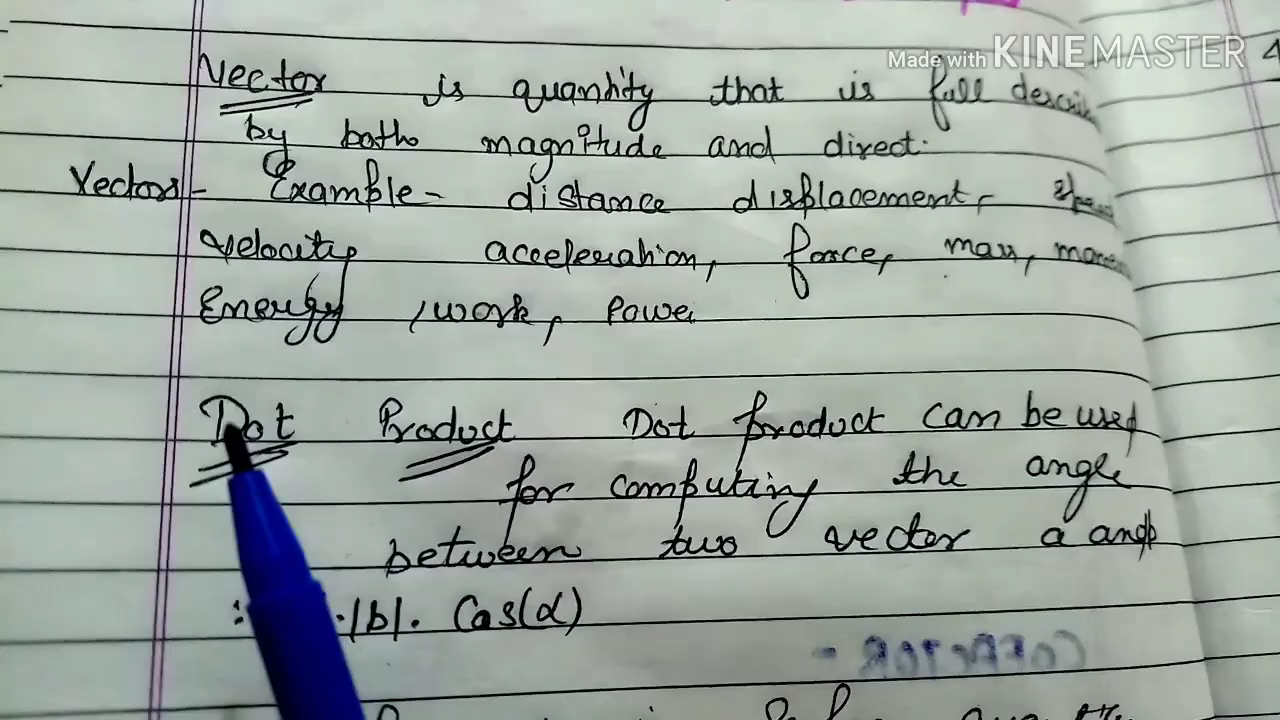 Made with KINEMASTER
4
Vector is quantity that is full
by both magnitude and direct.
Vectors - Example - distance displacement,
velocity, acceleration, force, mass,
Energy, work, Power
Dot Product Dot product can be used
for computing the angle
between two vector a and b
|b|. Cos(α)